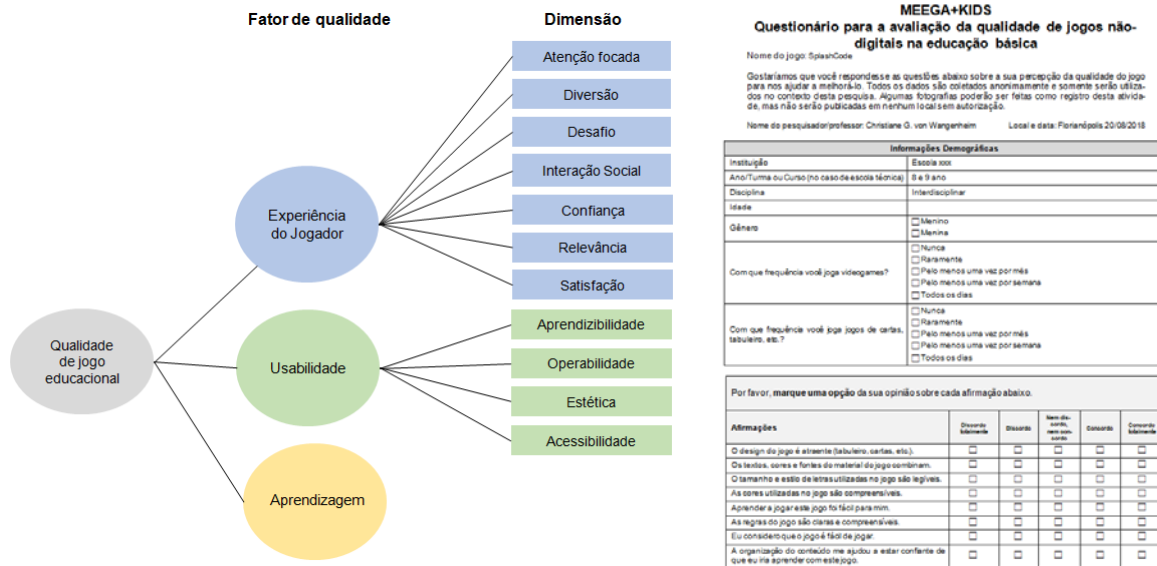 Fator de qualidade
Dimensão
Qualidade
de jogo
educacional
Experiência
do Jogador
Usabilidade
Aprendizagem
Atenção focada
Diversão
Desafio
Interação Social
Confiança
Relevância
Satisfação
Aprendizibilidade
Operabilidade
Estética
Acessibilidade
MEEGA+KIDS
Questionário para a avaliação da qualidade de jogos não-
digitais na educação básica
Nome do jogo: SplashCode
Gostaríamos que você respondesse as questões abaixo sobre a sua percepção da qualidade do jogo
para nos ajudar a melhorá-lo. Todos os dados são coletados anonimamente e somente serão utiliza-
dos no contexto desta pesquisa. Algumas fotografias poderão ser feitas como registro desta ativida-
de, mas não serão publicadas em nenhum local sem autorização.
Nome do pesquisador/professor: Christiane G. von Wangenheim Local e data: Florianópolis 20/08/2018
Informações Demográficas
Instituição Escola xxx
Ano/Turma ou Curso (no caso de escola técnica) 8 e 9 ano
Disciplina Interdisciplinar
Idade
Gênero
Menino
Menina
Com que frequência você joga videogames?
Nunca
Raramente
Pelo menos uma vez por mês
Pelo menos uma vez por semana
Todos os dias
Com que frequência você joga jogos de cartas,
tabuleiro, etc.?
Nunca
Raramente
Pelo menos uma vez por mês
Pelo menos uma vez por semana
Todos os dias
Por favor, marque uma opção da sua opinião sobre cada afirmação abaixo.
Afirmações
Discordo
totalmente
Discordo
Nem dis-
cordo,
nem con-
cordo
Concordo
Concordo
totalmente
O design do jogo é atraente (tabuleiro, cartas, etc.).
Os textos, cores e fontes do material do jogo combinam.
O tamanho e estilo de letras utilizadas no jogo são legíveis.
As cores utilizadas no jogo são compreensíveis.
Aprender a jogar este jogo foi fácil para mim.
As regras do jogo são claras e compreensíveis.
Eu considero que o jogo é fácil de jogar.
A organização do conteúdo me ajudou a estar confiante de
que eu iria aprender com este jogo.